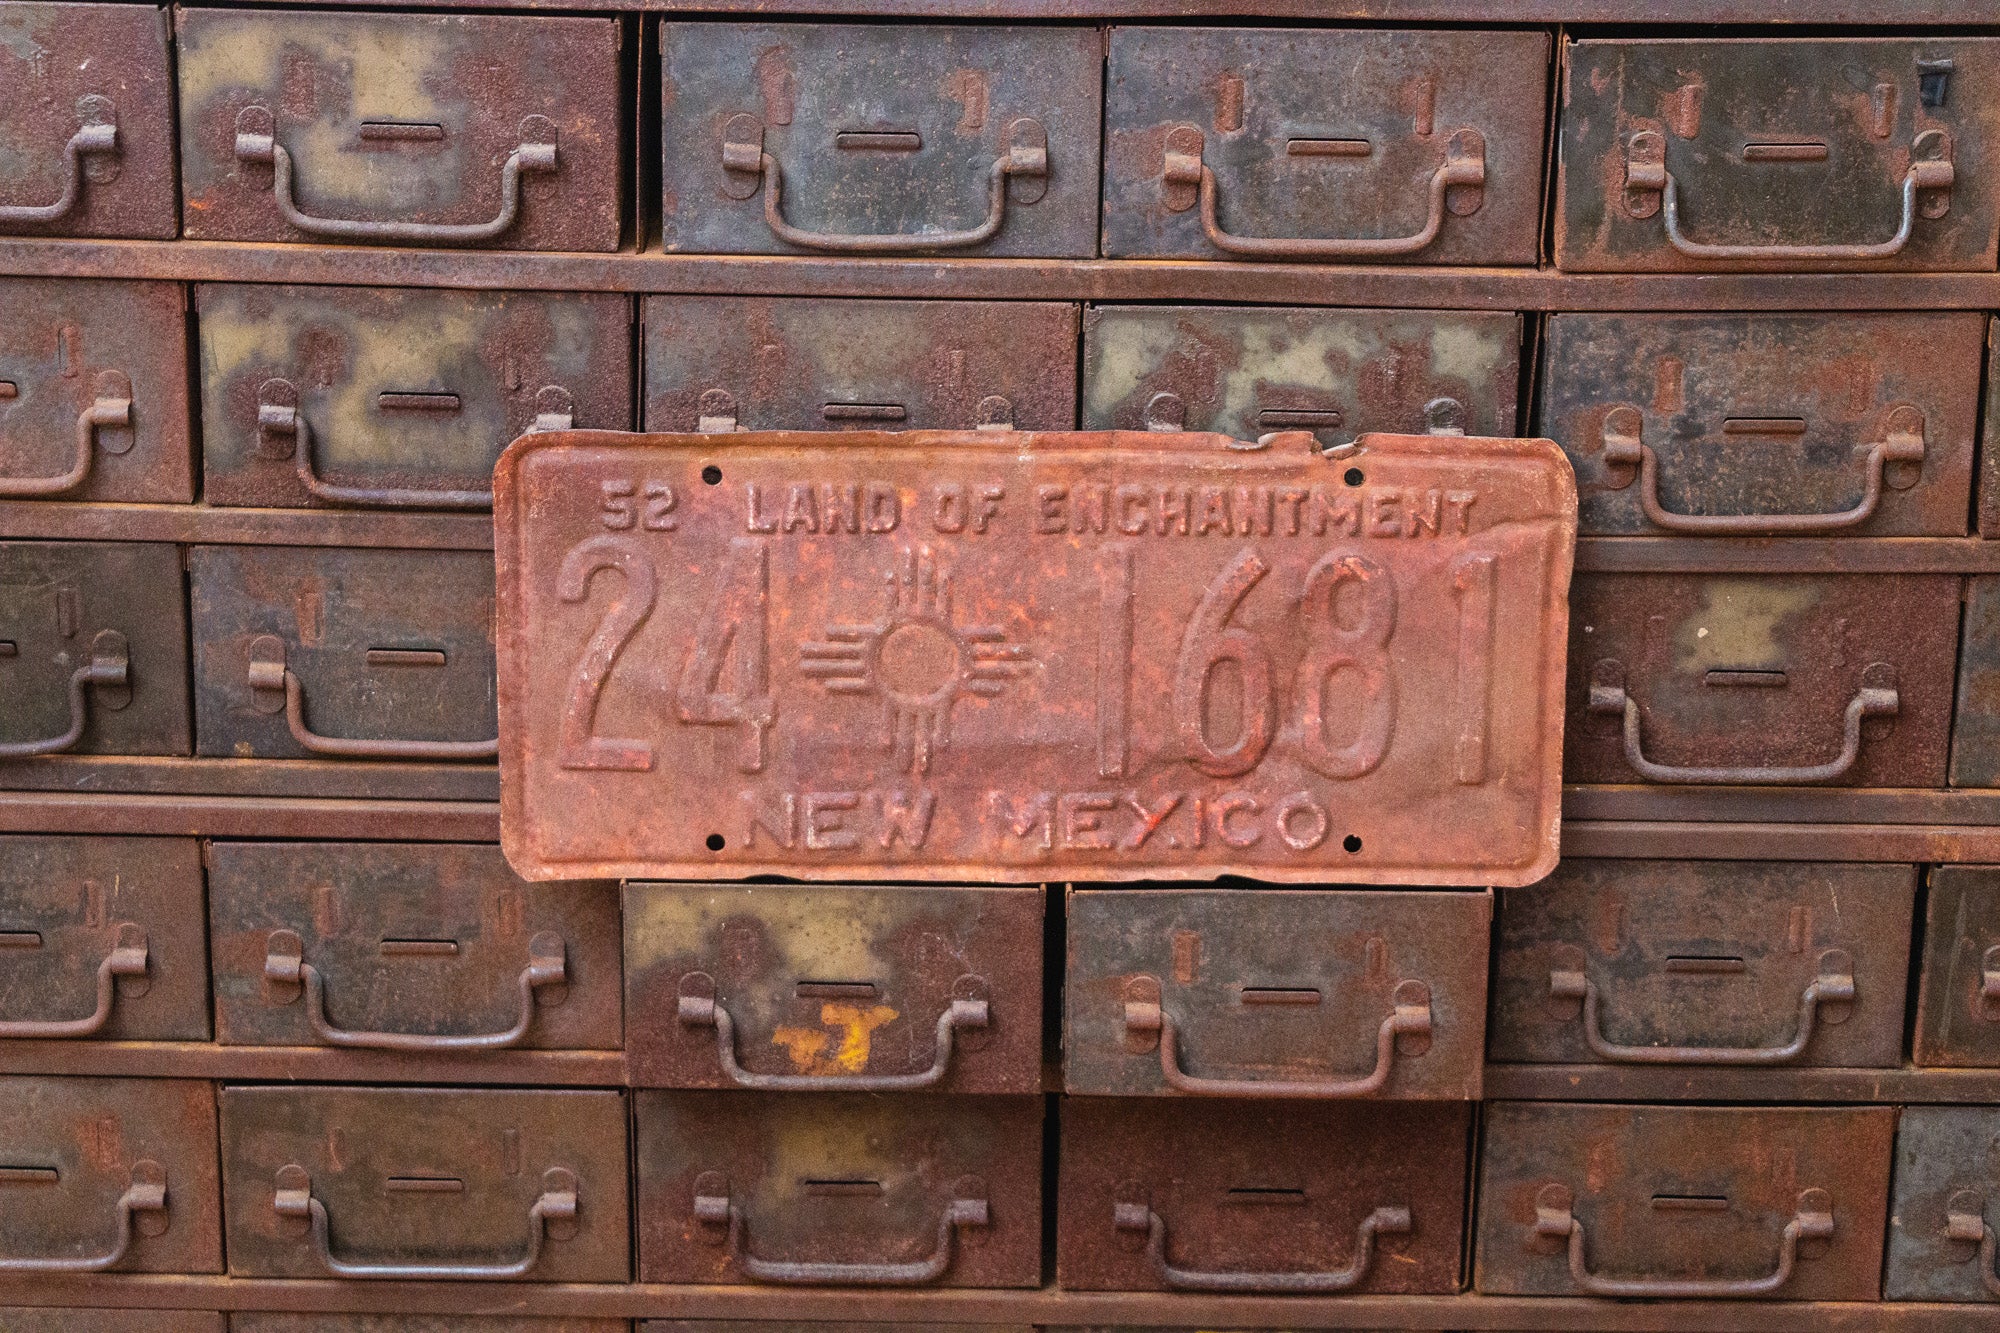 52 LAND OF ENCHANTMENT
24 1681
NEW MEXICO